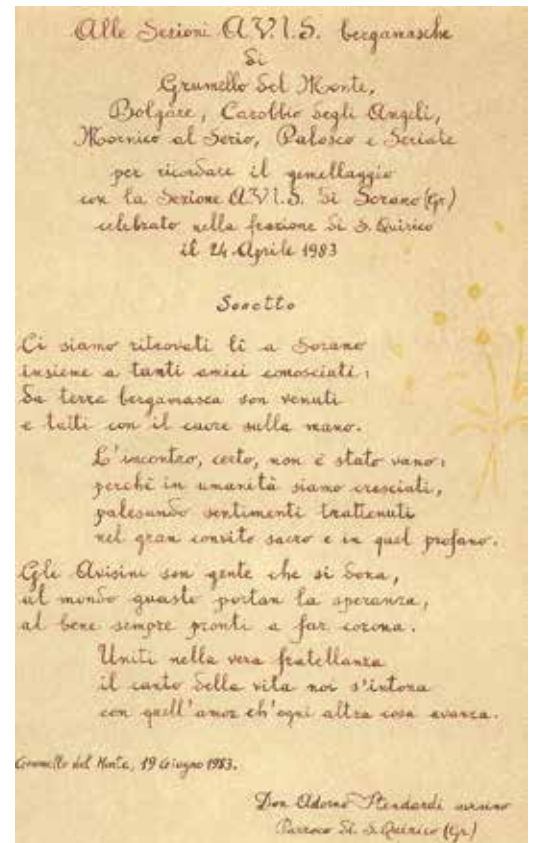 Alle Sezioni A.V.I.S. bergamasche
di
Grumello del Monte,
Bolgare, Carobbio degli Angeli,
Mornico al Serio, Palosco e Seriate
per ricordare il gemellaggio
con la Sezione A.V.I.S. di Sorano (Gr)
celebrato nella frazione di S. Quirico
il 24 Aprile 1983
Sonetto
Ci siamo ritrovati lì a Sorano
insieme a tanti amici conosciuti;
da terra bergamasca son venuti
e tutti con il cuore sulla mano.
L'incontro, certo, non è stato vano;
perché in umanità siamo cresciuti,
palesando sentimenti trattenuti
nel gran convito sacro e in quel profano.
Gli Avisini son gente che si dona,
al mondo guasto portan la speranza,
al bene sempre pronti a far corona.
Uniti nella vera fratellanza
il canto della vita noi s'intona
con quell'amor ch'ogni altra cosa avanza.
Grumello del Monte, 19 Giugno 1983.
Don Adorno Stendardi
Parroco di S. Quirico (Gr)